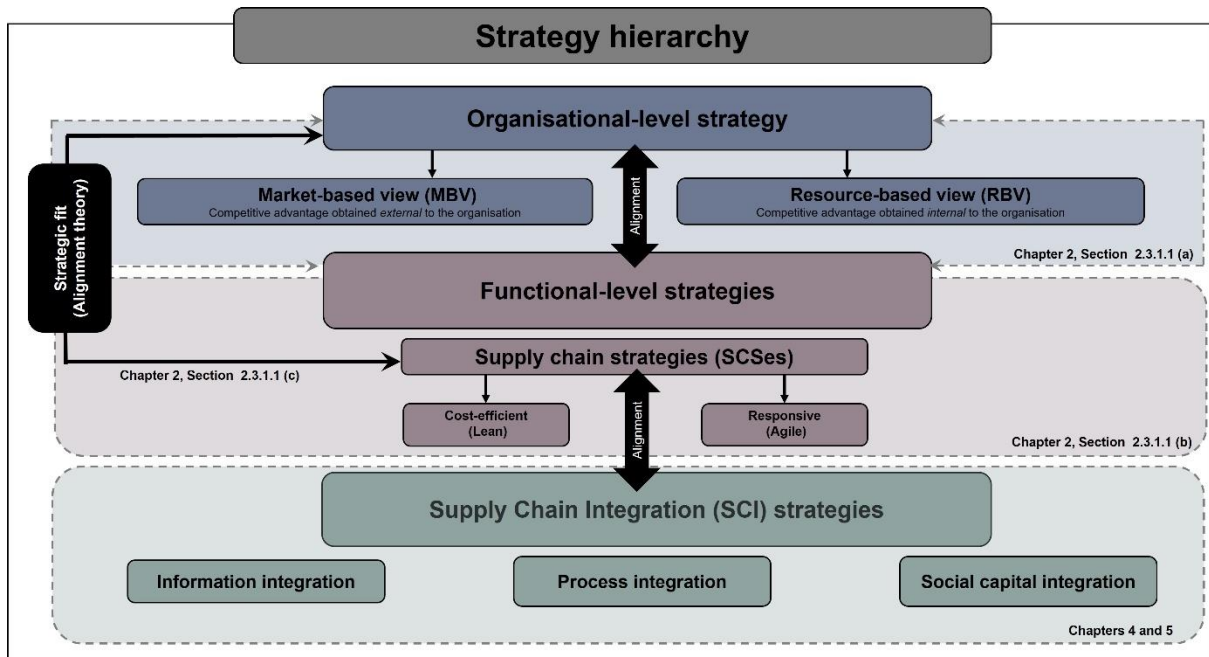 Strategy hierarchy
Organisational-level strategy
Market-based view (MBV)
Competitive advantage obtained external to the organisation
Resource-based view (RBV)
Competitive advantage obtained internal to the organisation
Alignment
Strategic fit
(Alignment theory)
Chapter 2, Section  2.3.1.1 (a)
Functional-level strategies
Supply chain strategies (SCSes)
Chapter 2, Section  2.3.1.1 (c)
Cost-efficient
(Lean)
Responsive
(Agile)
Alignment
Chapter 2, Section  2.3.1.1 (b)
Supply Chain Integration (SCI) strategies
Information integration
Process integration
Social capital integration
Chapters 4 and 5